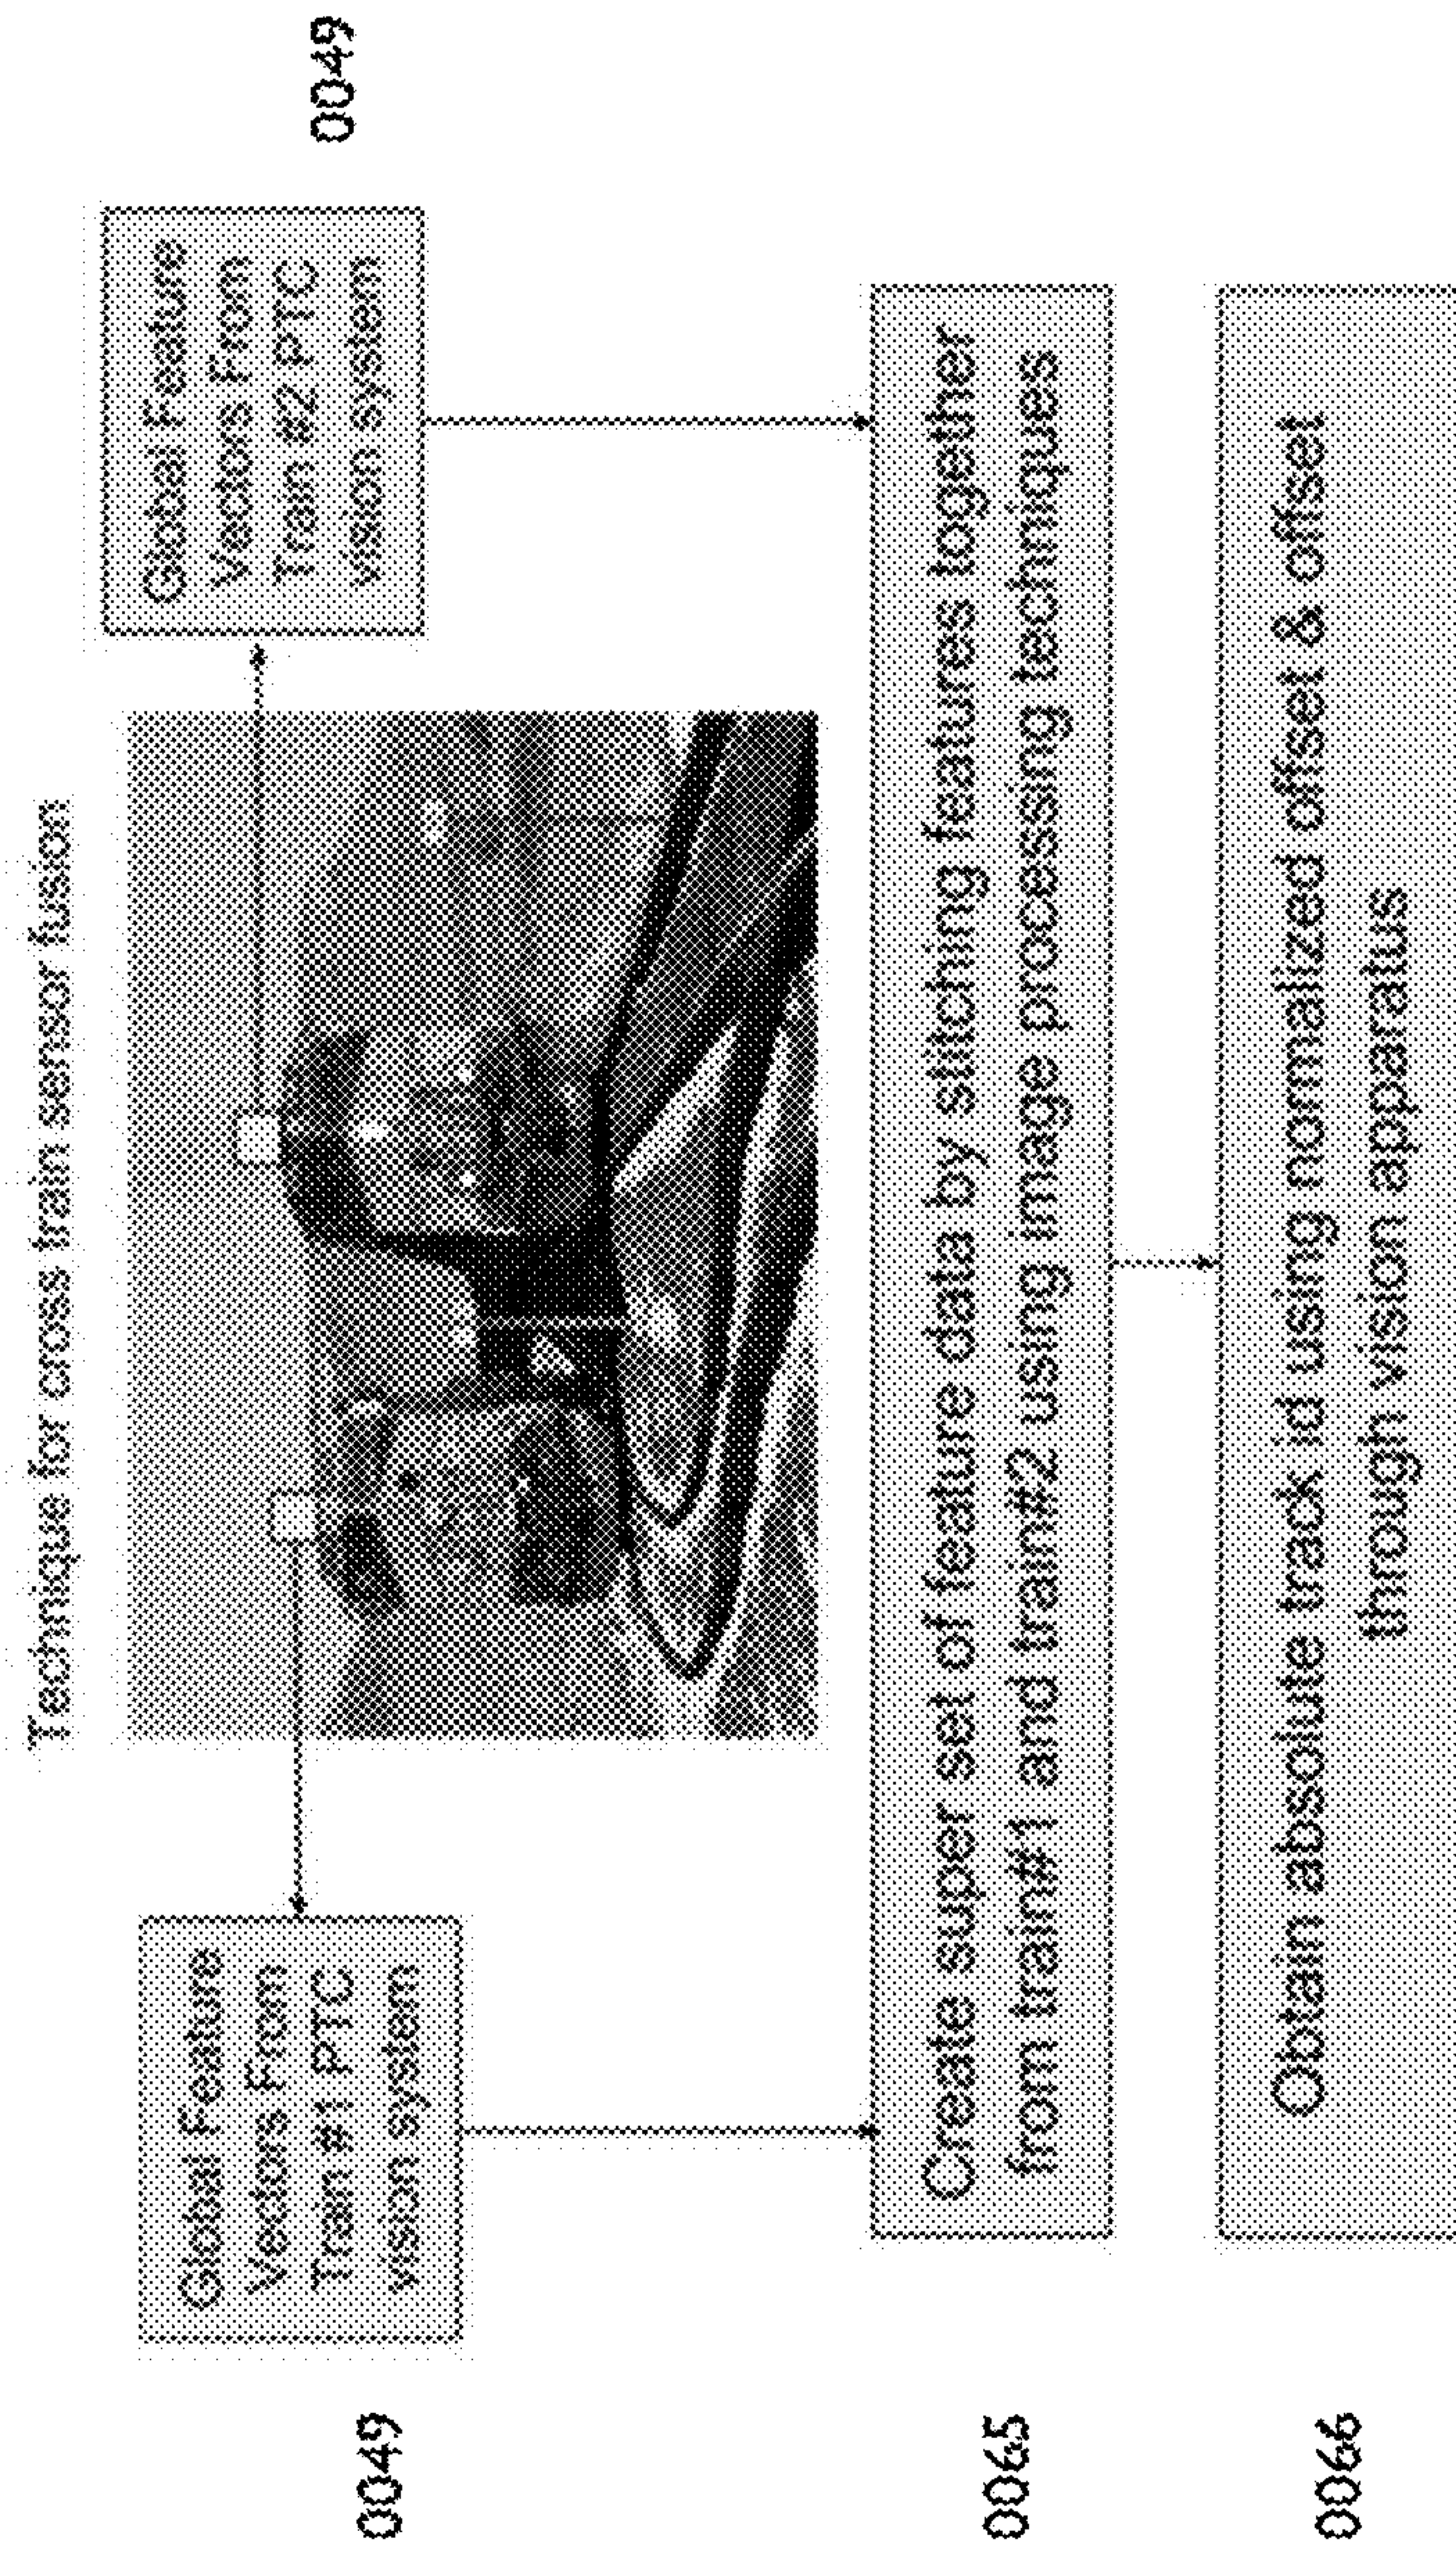 Technique for cross train sensor fusion
0049
Global Feature
Vectors From
Train #1 PTC
vision system
Global Feature
Vectors From
Train #2 PTC
vision system
0049
0065
Create super set of feature data by stitching features together
from train#1 and train#2 using image processing techniques
0066
Obtain absolute track id using normalized offset & offset
through vision apparatus